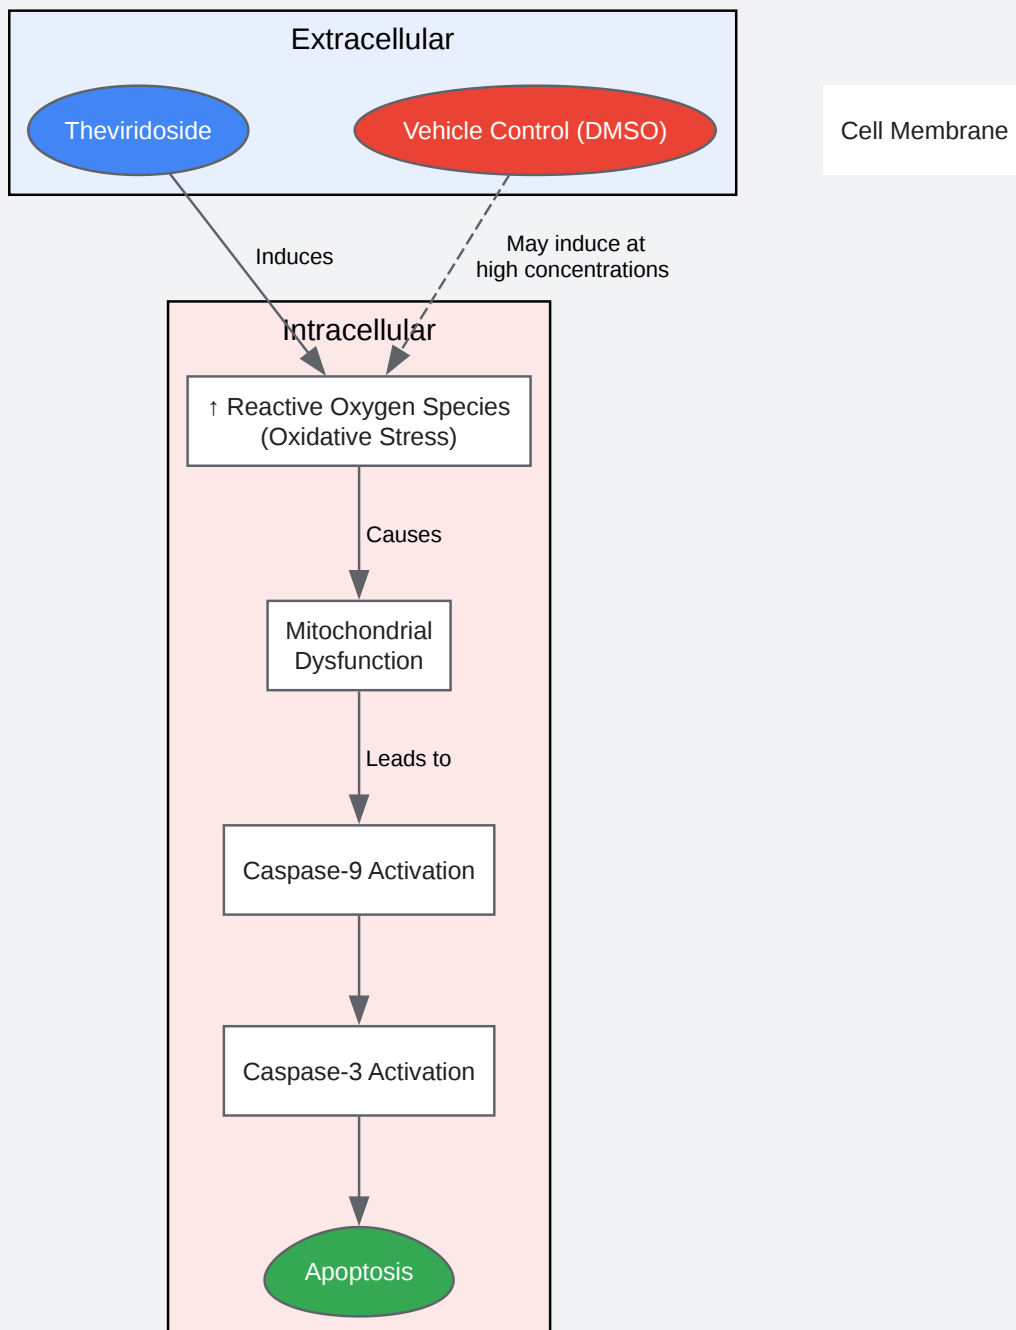 Extracellular
Theviridoside
Vehicle Control (DMSO)
Cell Membrane
Induces
May induce at
high concentrations
Intracellular
↑ Reactive Oxygen Species
(Oxidative Stress)
Causes
Mitochondrial
Dysfunction
Leads to
Caspase-9 Activation
Caspase-3 Activation
Apoptosis